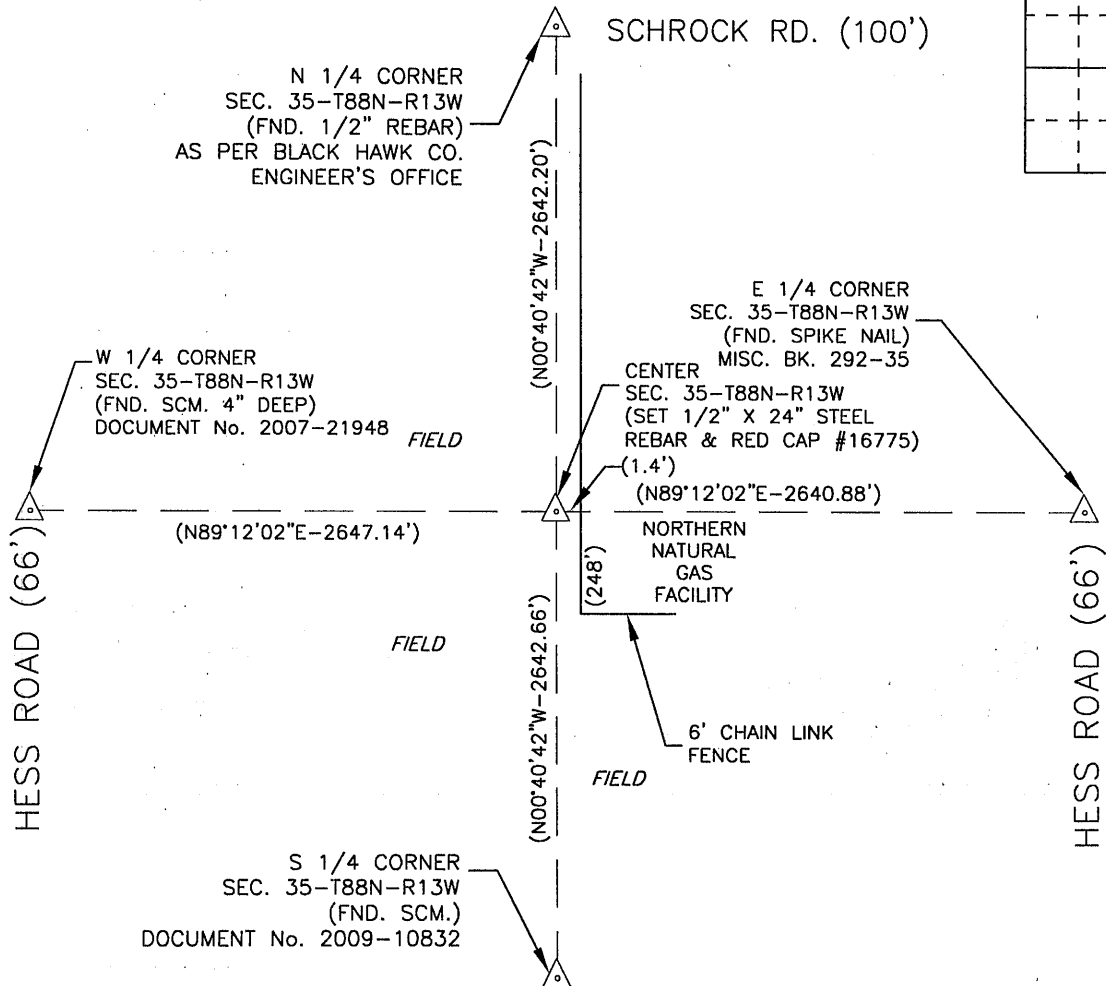 SCHROCK RD. (100')
N 1/4 CORNER
SEC. 35-T88N-R13W
(FND. 1/2" REBAR)
AS PER BLACK HAWK CO.
ENGINEER'S OFFICE
(N00°40'42"W-2642.20')
E 1/4 CORNER
SEC. 35-T88N-R13W
(FND. SPIKE NAIL)
MISC. BK. 292-35
W 1/4 CORNER
SEC. 35-T88N-R13W
(FND. SCM. 4" DEEP)
DOCUMENT No. 2007-21948
FIELD
CENTER
SEC. 35-T88N-R13W
(SET 1/2" X 24" STEEL
REBAR & RED CAP #16775)
(1.4')
(N89°12'02"E-2640.88')
(N89°12'02"E-2647.14')
NORTHERN
NATURAL
GAS
FACILITY
(248')
HESS ROAD (66')
HESS ROAD (66')
FIELD
(N00°40'42"W-2642.66')
6' CHAIN LINK
FENCE
FIELD
S 1/4 CORNER
SEC. 35-T88N-R13W
(FND. SCM.)
DOCUMENT No. 2009-10832